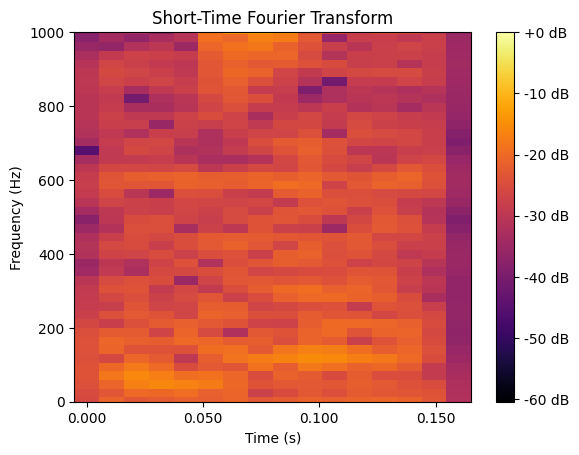 Short-Time Fourier Transform
1000
800
600
400
200
0
Frequency (Hz)
0.000
0.050
0.100
0.150
Time (s)
+0 dB
-10 dB
-20 dB
-30 dB
-40 dB
-50 dB
-60 dB